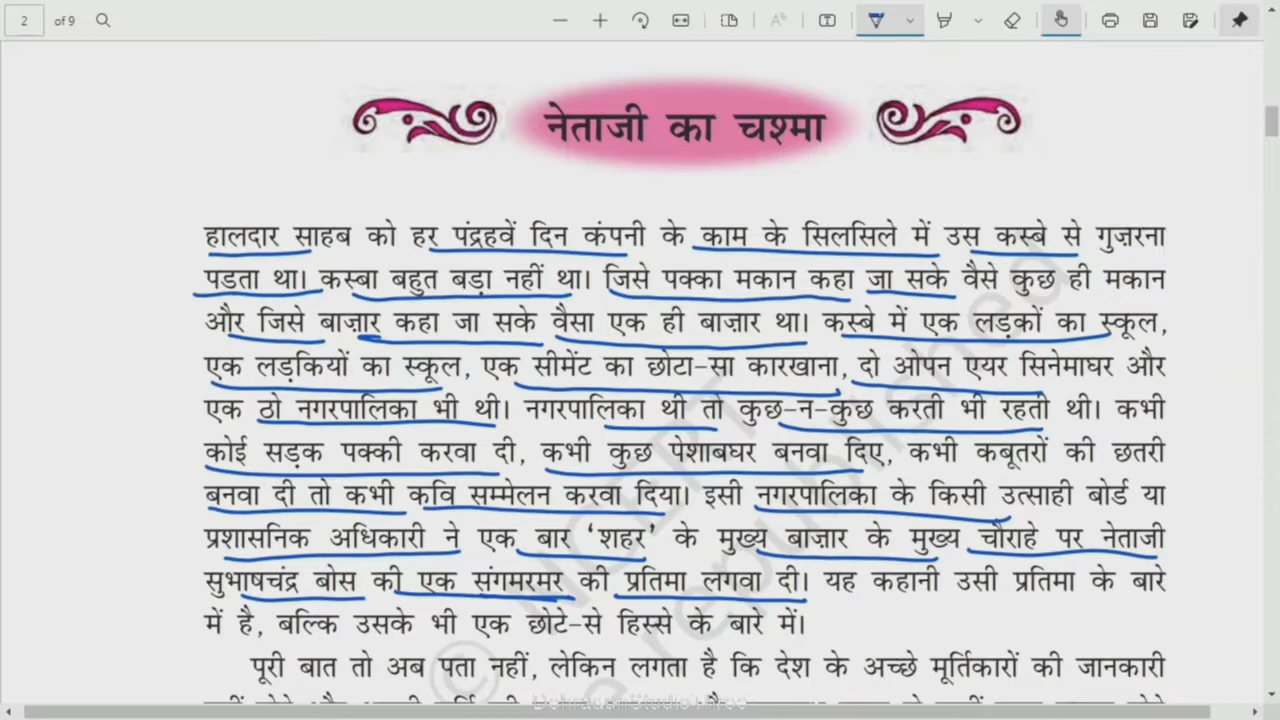 2 of 9
नेताजी का चश्मा
हालदार साहब को हर पंद्रहवें दिन कंपनी के काम के सिलसिले में उस कस्बे से गुज़रना
पड़ता था। कस्बा बहुत बड़ा नहीं था। जिसे पक्का मकान कहा जा सके वैसे कुछ ही मकान
और जिसे बाज़ार कहा जा सके वैसा एक ही बाज़ार था। कस्बे में एक लड़कों का स्कूल,
एक लड़कियों का स्कूल, एक सीमेंट का छोटा-सा कारखाना, दो ओपन एयर सिनेमाघर और
एक ठो नगरपालिका भी थी। नगरपालिका थी तो कुछ-न-कुछ करती भी रहती थी। कभी
कोई सड़क पक्की करवा दी, कभी कुछ पेशाबघर बनवा दिए, कभी कबूतरों की छतरी
बनवा दी तो कभी कवि सम्मेलन करवा दिया। इसी नगरपालिका के किसी उत्साही बोर्ड या
प्रशासनिक अधिकारी ने एक बार ‘शहर’ के मुख्य बाज़ार के मुख्य चौराहे पर नेताजी
सुभाषचंद्र बोस की एक संगमरमर की प्रतिमा लगवा दी। यह कहानी उसी प्रतिमा के बारे
में है, बल्कि उसके भी एक छोटे-से हिस्से के बारे में।
पूरी बात तो अब पता नहीं, लेकिन लगता है कि देश के अच्छे मूर्तिकारों की जानकारी
© NCERT
republished